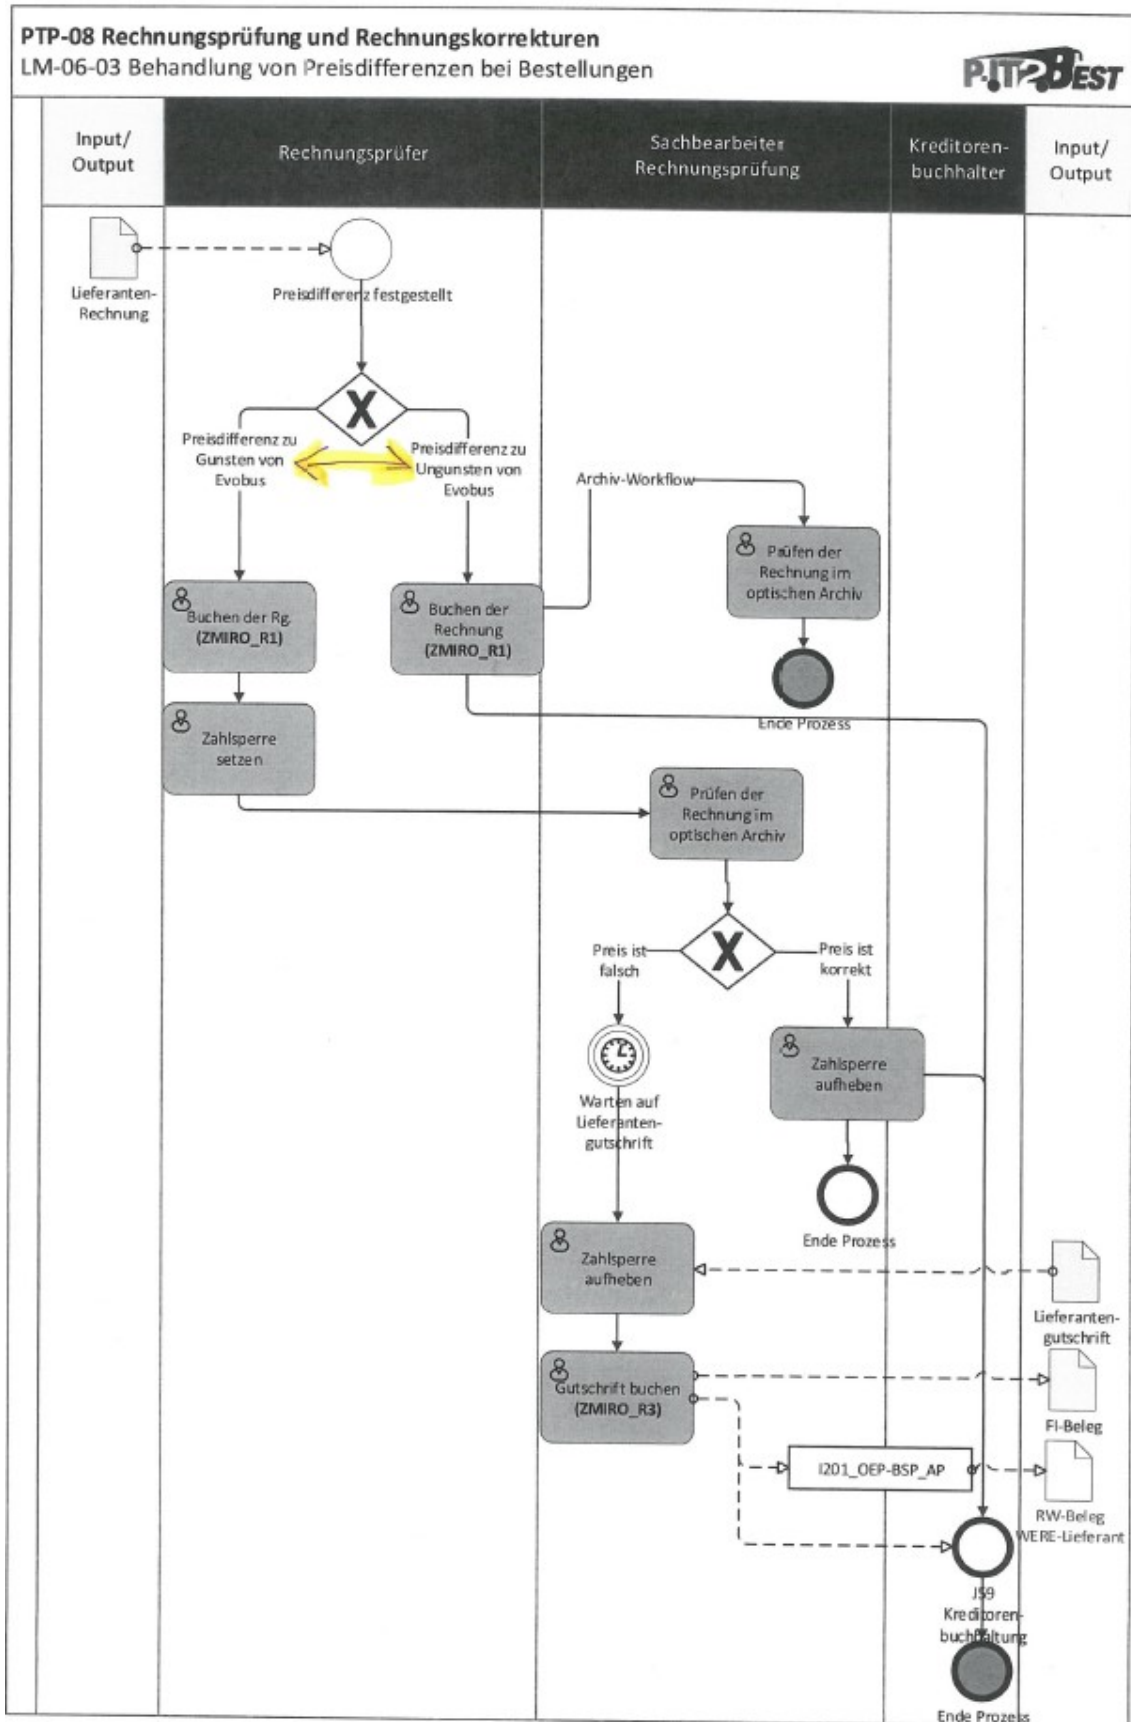 PTP-08 Rechnungsprüfung und Rechnungskorrekturen
LM-06-03 Behandlung von Preisdifferenzen bei Bestellungen
P-IT2BEST
Input/
Output
Rechnungsprüfer
Sachbearbeiter
Rechnungsprüfung
Kreditoren-
buchhalter
Input/
Output
Lieferanten-
Rechnung
Preisdifferenz festgestellt
X
Preisdifferenz zu
Gunsten von
Evobus
Preisdifferenz zu
Ungunsten von
Evobus
Archiv-Workflow
Prüfen der
Rechnung im
optischen Archiv
Buchen der Rg.
(ZMIRO_R1)
Buchen der
Rechnung
(ZMIRO_R1)
Ende Prozess
Zahlsperre
setzen
Prüfen der
Rechnung im
optischen Archiv
X
Preis ist
falsch
Preis ist
korrekt
Zahlsperre
aufheben
Warten auf
Lieferanten-
gutschrift
Ende Prozess
Zahlsperre
aufheben
Lieferanten-
gutschrift
Gutschrift buchen
(ZMIRO_R3)
FI-Beleg
I201_OEP-BSP_AP
RW-Beleg
WERE-Lieferant
JS9
Kreditoren-
buchhaltung
Ende Prozess